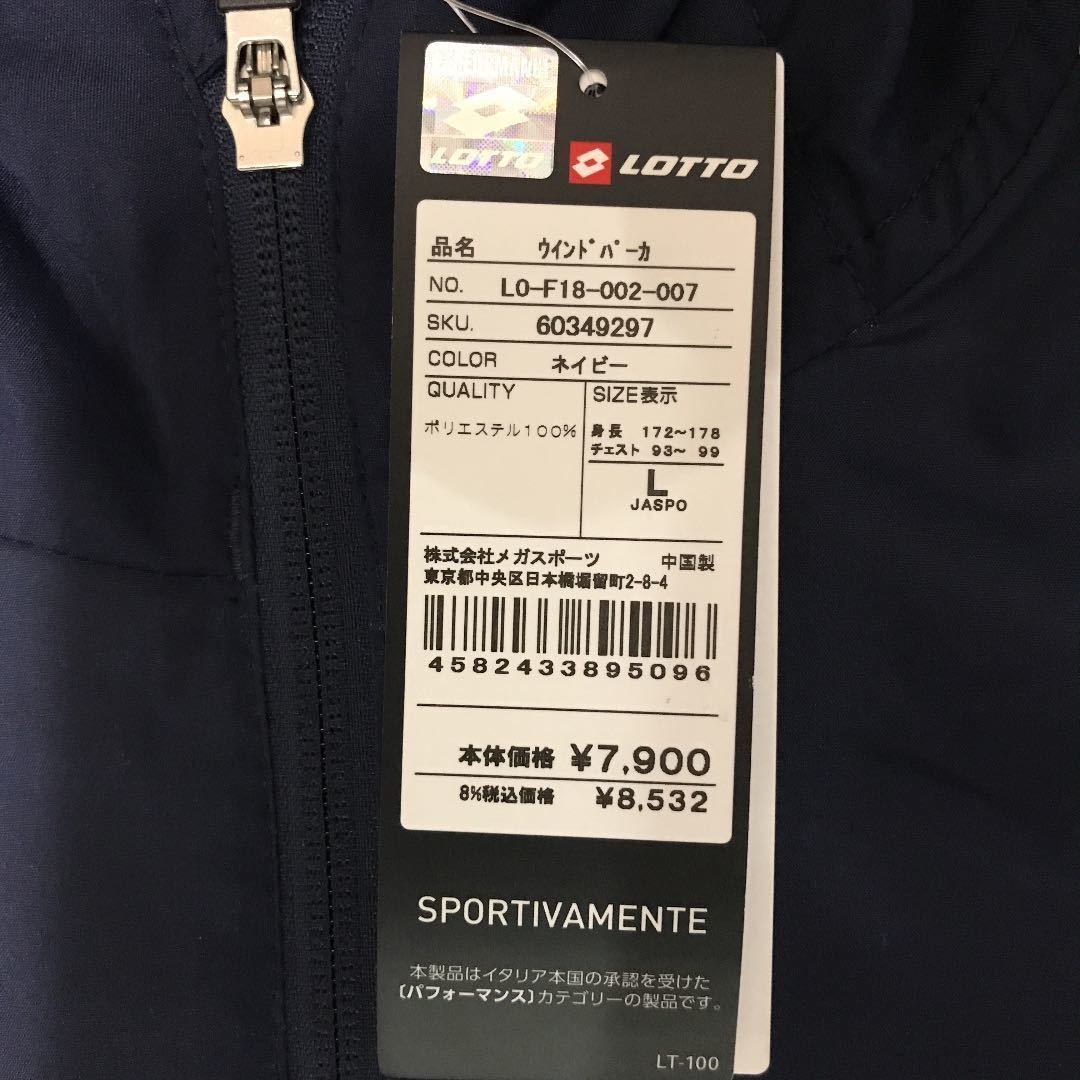 LOTTO
LOTTO
品名 ウインドパーカ
NO. LO-F18-002-007
SKU. 60349297
COLOR ネイビー
QUALITY
ポリエステル100%
SIZE表示
身長 172～178
チェスト 93～ 99
L
JASPO
株式会社メガスポーツ 中国製
東京都中央区日本橋堀留町2-8-4
4582433895096
本体価格 ¥7,900
8%税込価格 ¥8,532
SPORTIVAMENTE
本製品はイタリア本国の承認を受けた
〔パフォーマンス〕カテゴリーの製品です。
LT-100